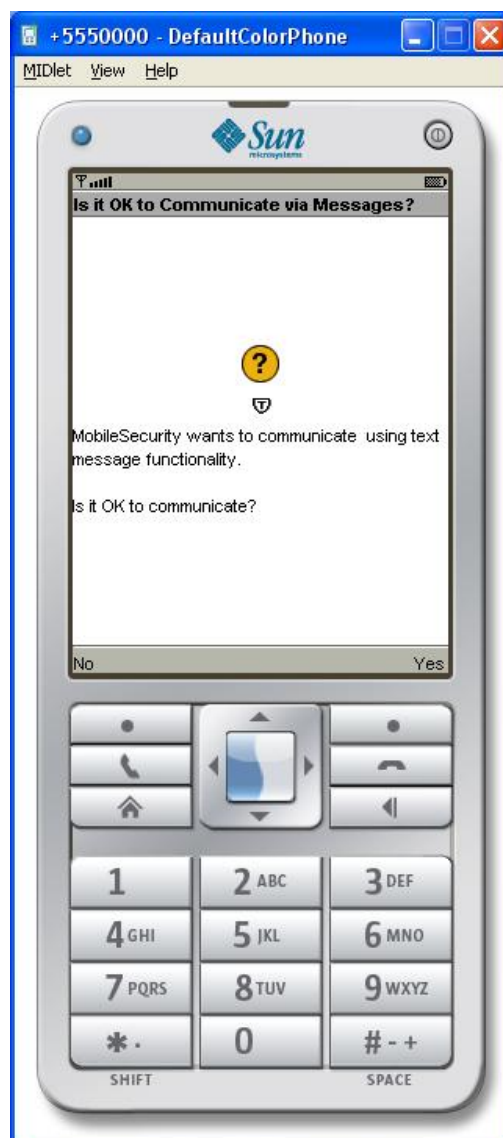 +5550000 - DefaultColorPhone
MIDlet View Help
Sun
microsystems
Is it OK to Communicate via Messages?
?
T
MobileSecurity wants to communicate  using text
message functionality.
Is it OK to communicate?
No Yes
1 2 ABC 3 DEF
4 GHI 5 JKL 6 MNO
7 PQRS 8 TUV 9 WXYZ
* . 0 # - +
SHIFT SPACE